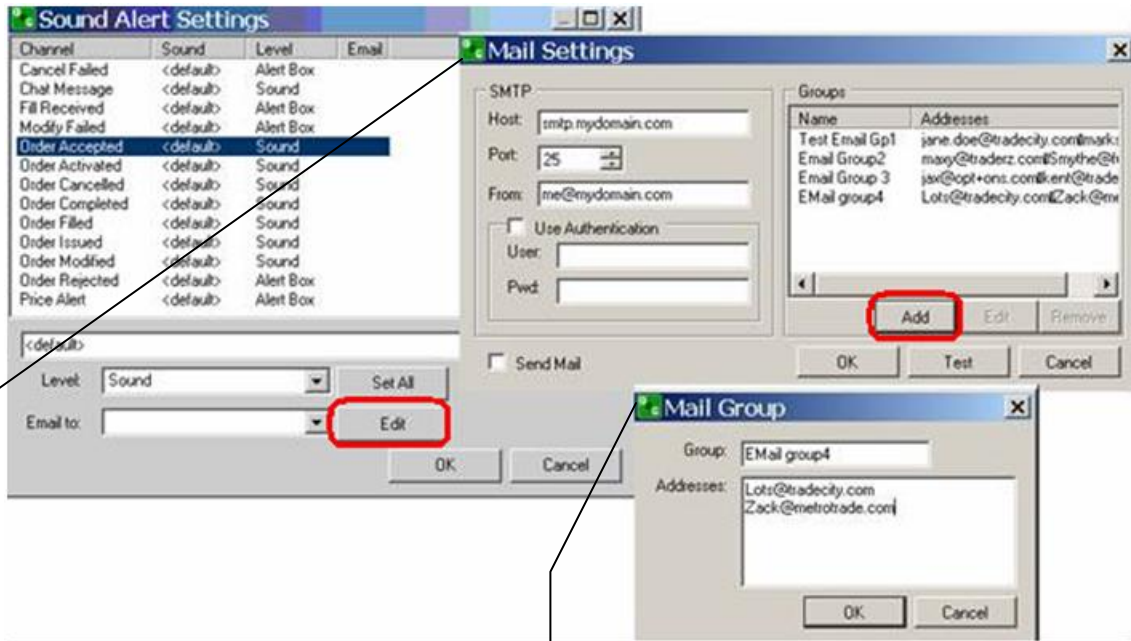 Sound Alert Settings
Channel Sound Level Email
Cancel Failed <default> Alert Box
Chat Message <default> Sound
Fill Received <default> Alert Box
Modify Failed <default> Alert Box
Order Accepted <default> Sound
Order Activated <default> Sound
Order Cancelled <default> Sound
Order Completed <default> Sound
Order Filled <default> Sound
Order Issued <default> Sound
Order Modified <default> Sound
Order Rejected <default> Alert Box
Price Alert <default> Alert Box
<default>
Level: Sound Set All
Email to: Edit
OK Cancel
Mail Settings
SMTP
Host: smtp.mydomain.com
Port: 25
From: me@mydomain.com
Use Authentication
User:
Pwd:
Send Mail
Groups
Name Addresses
Test Email Gp1 jane.doe@tradecity.com
Email Group2 maxy@traderz.com
Email Group 3 jax@opt+ons.com
EMail group4 Lots@tradecity.com
Add Edit Remove
OK Test Cancel
Mail Group
Group: EMail group4
Addresses: Lots@tradecity.com
Zack@metrotrade.com
OK Cancel